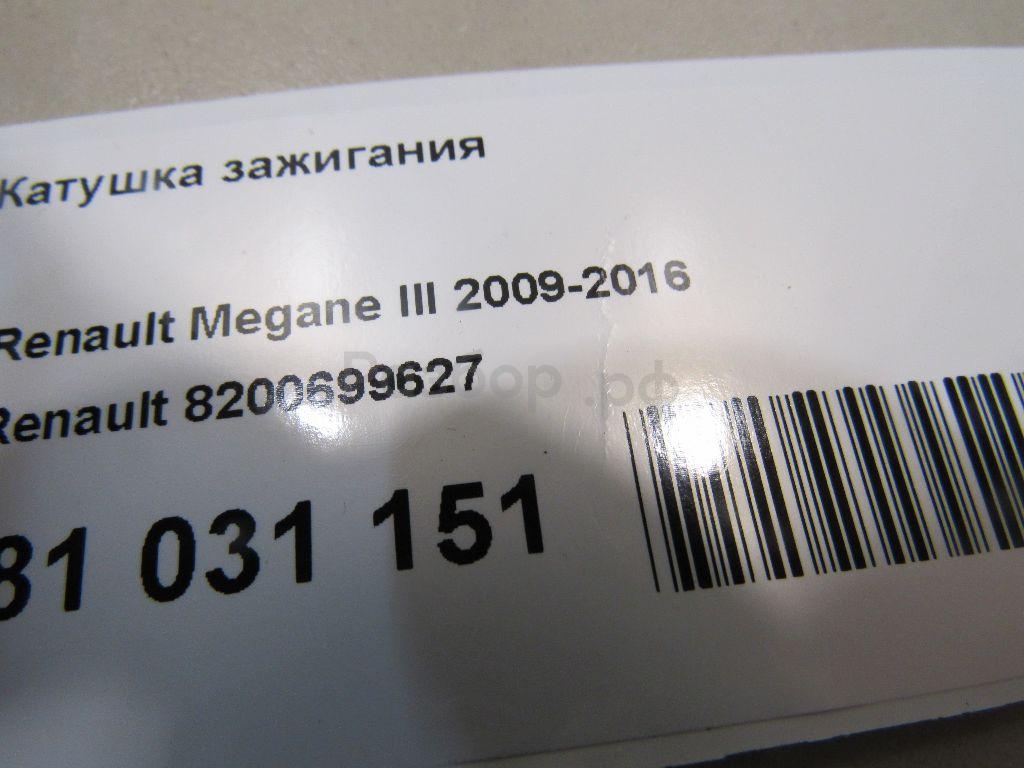 Катушка зажигания
Renault Megane III 2009-2016
Renault 8200699627
81 031 151